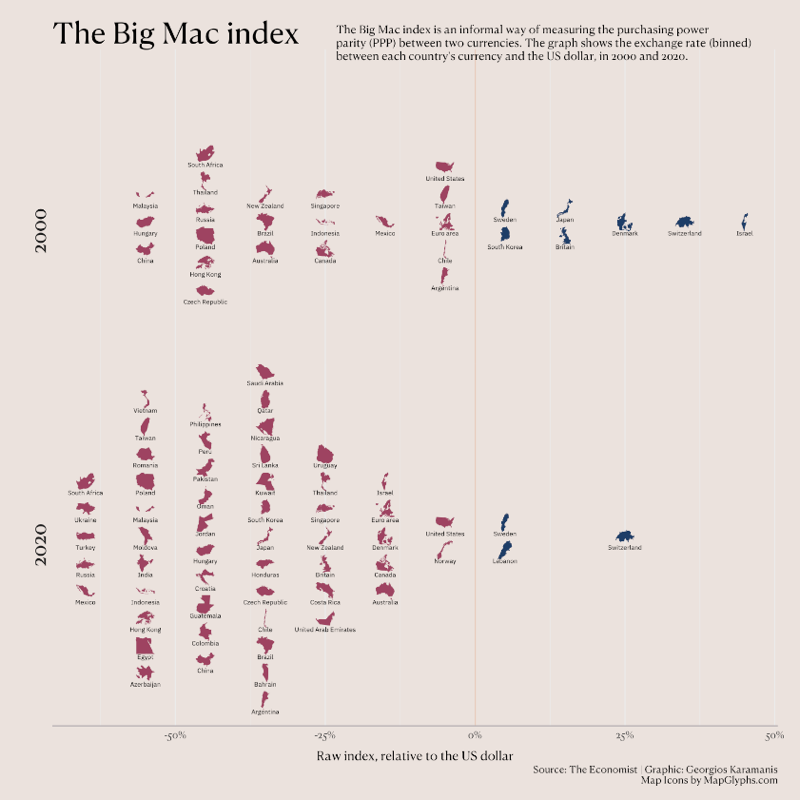 The Big Mac index
The Big Mac index is an informal way of measuring the purchasing power
parity (PPP) between two currencies. The graph shows the exchange rate (binned)
between each country's currency and the US dollar, in 2000 and 2020.
2000
South Africa
United States
Thailand
Malaysia
New Zealand
Singapore
Taiwan
Russia
Sweden
Japan
Hungary
Brazil
Indonesia
Mexico
Euro area
Denmark
Switzerland
Israel
Poland
South Korea
Britain
China
Australia
Canada
Chile
Hong Kong
Argentina
Czech Republic
2020
Saudi Arabia
Vietnam
Qatar
Philippines
Taiwan
Nicaragua
Peru
Romania
Sri Lanka
Uruguay
Pakistan
South Africa
Poland
Kuwait
Thailand
Israel
Oman
Ukraine
Malaysia
South Korea
Singapore
Euro area
United States
Sweden
Jordan
Turkey
Moldova
Japan
New Zealand
Denmark
Norway
Lebanon
Switzerland
Hungary
Russia
India
Honduras
Britain
Canada
Croatia
Mexico
Indonesia
Czech Republic
Costa Rica
Australia
Guatemala
Hong Kong
Chile
United Arab Emirates
Colombia
Egypt
Brazil
China
Azerbaijan
Bahrain
Argentina
-50% -25% 0% 25% 50%
Raw index, relative to the US dollar
Source: The Economist | Graphic: Georgios Karamanis
Map Icons by MapGlyphs.com